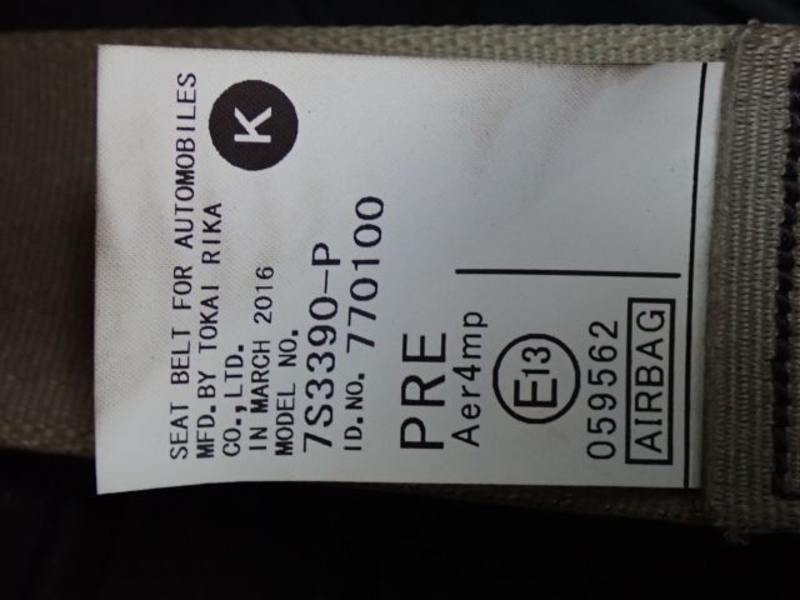 SEAT BELT FOR AUTOMOBILES
MFD.BY TOKAI RIKA
CO.,LTD.
K
IN MARCH 2016
MODEL NO.
7S3390-P
ID.NO. 770100
PRE
Aer4mp
E13
059562
AIRBAG